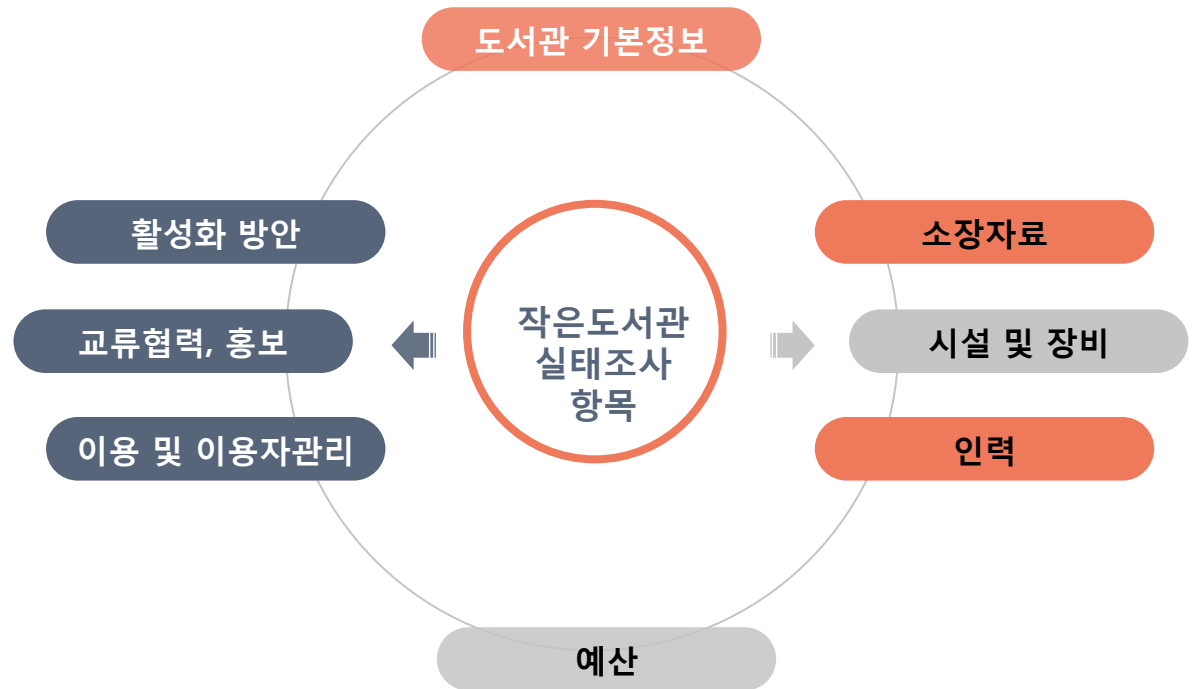 도서관 기본정보
활성화 방안
소장자료
작은도서관
실태조사
항목
교류협력, 홍보
시설 및 장비
이용 및 이용자관리
인력
예산